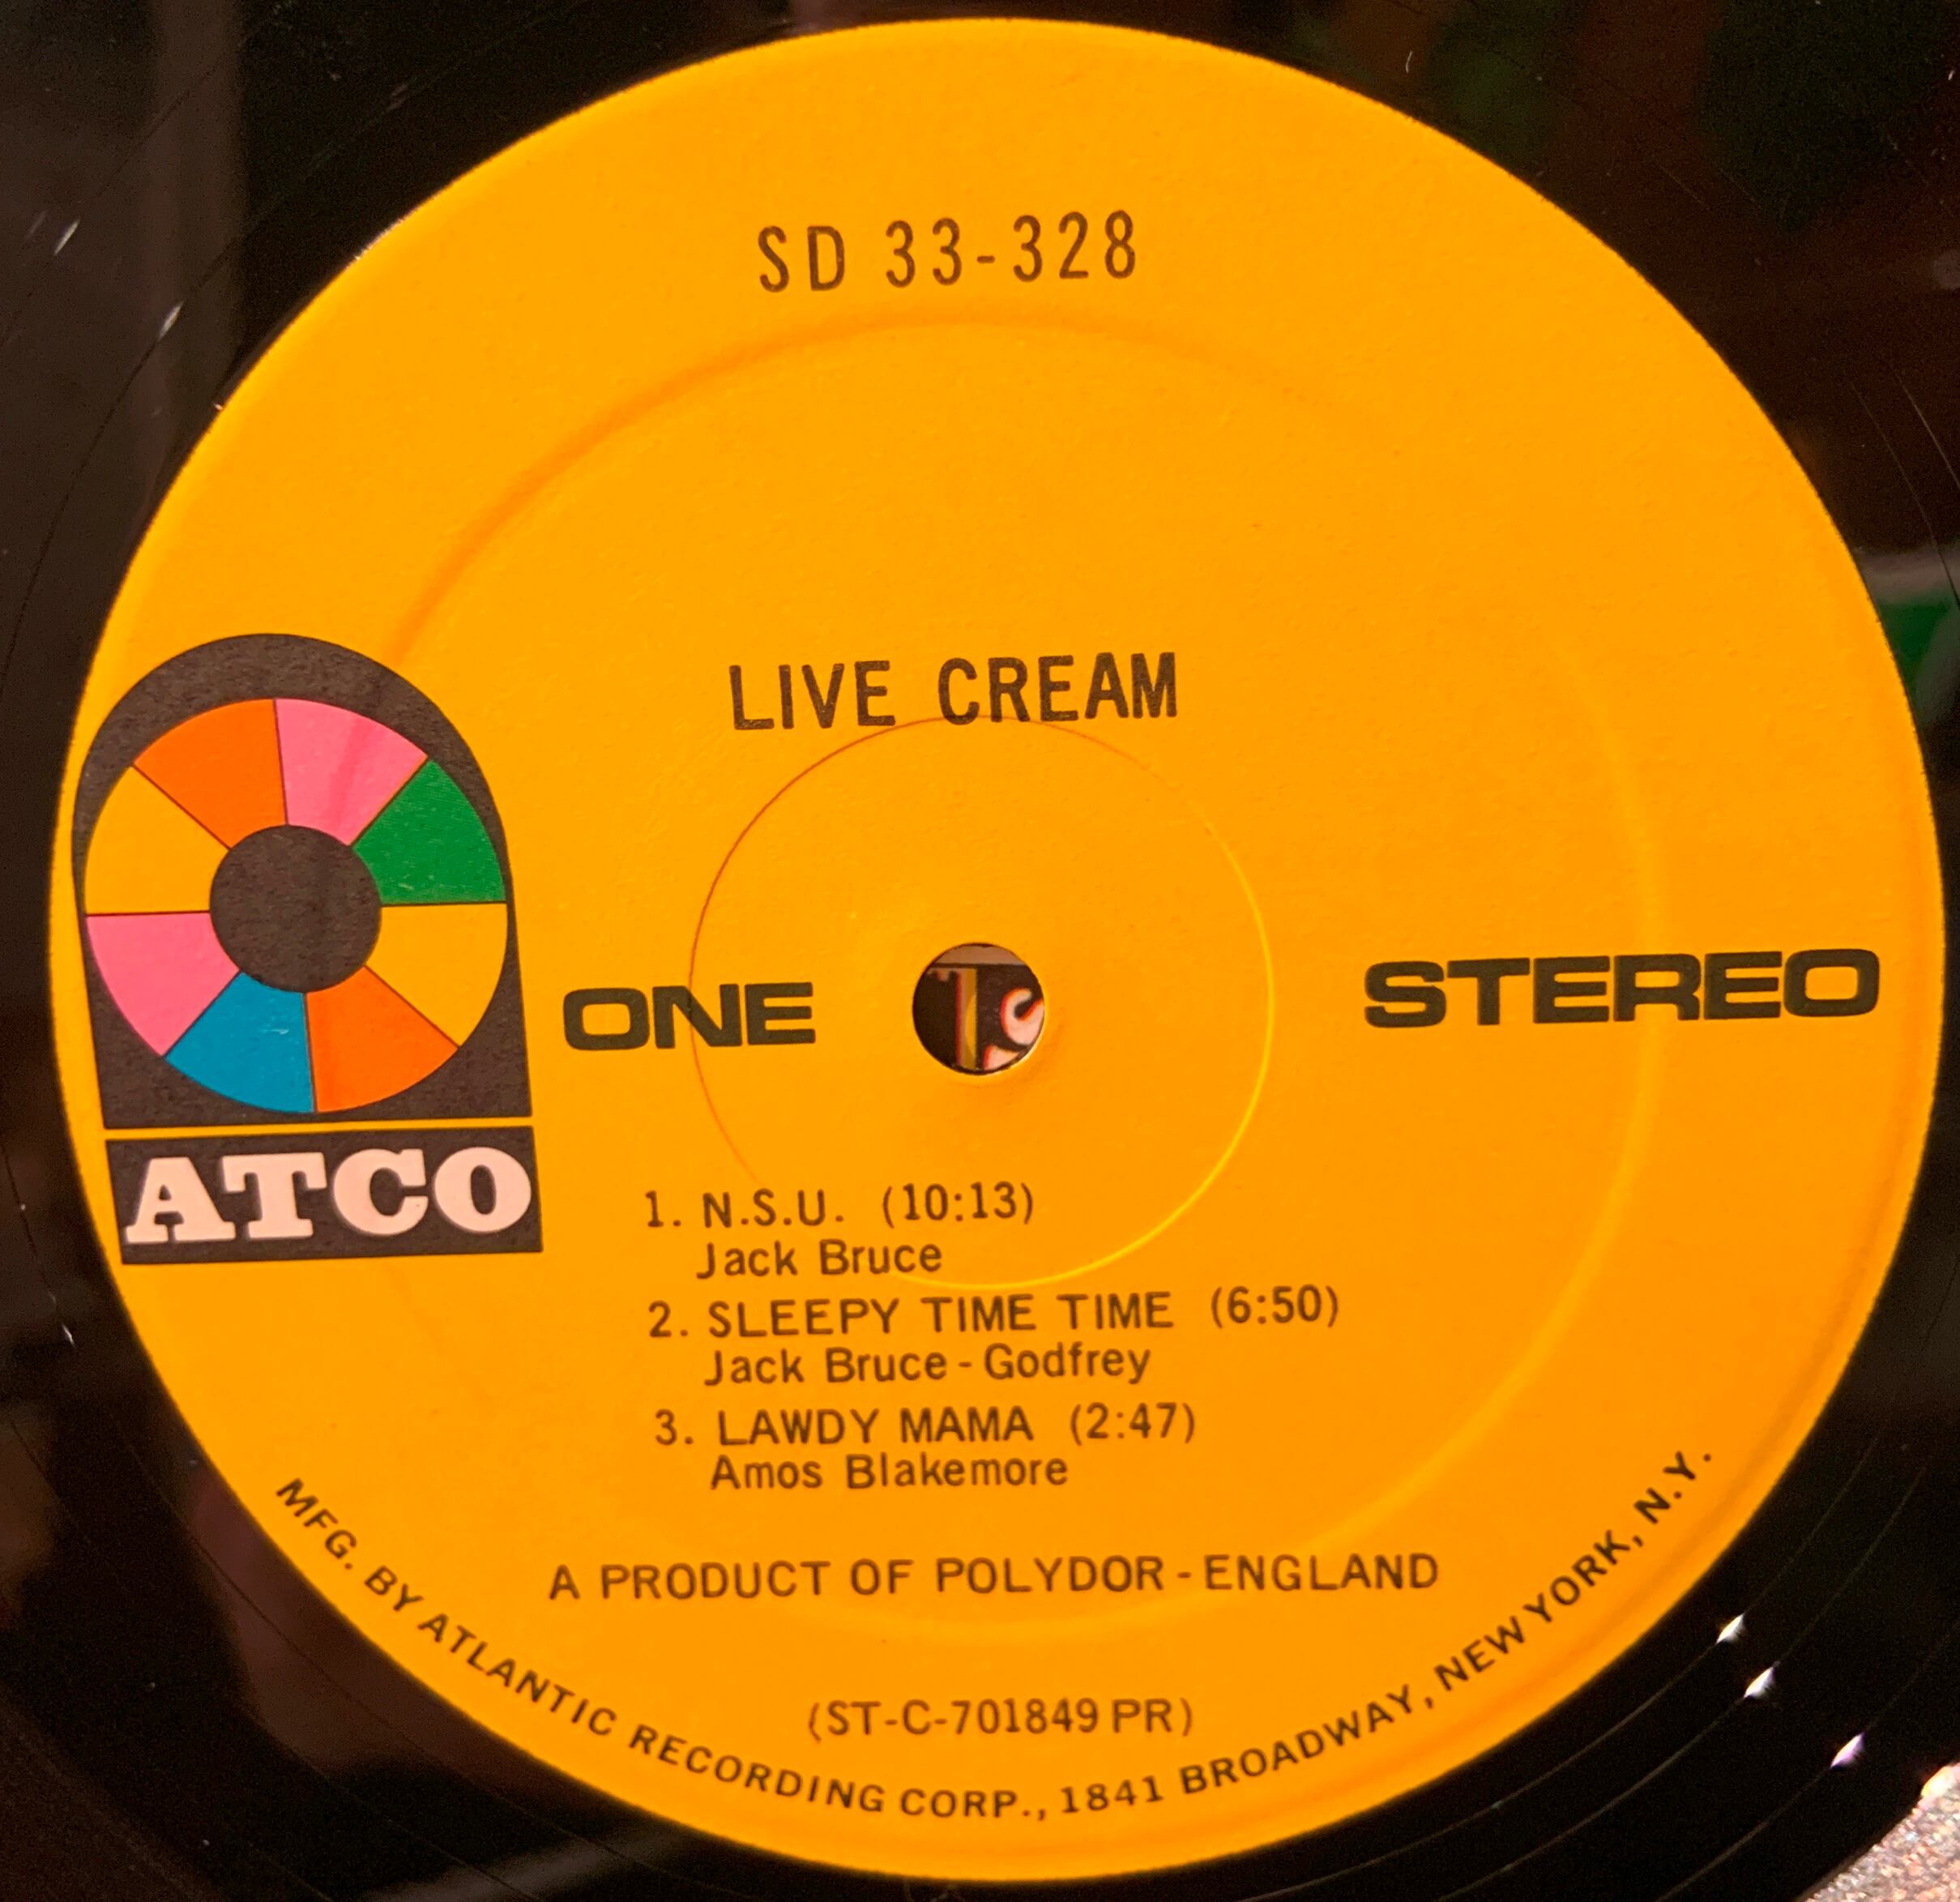 SD 33-328
LIVE CREAM
ATCO
ONE
STEREO
1. N.S.U. (10:13)
Jack Bruce
2. SLEEPY TIME TIME (6:50)
Jack Bruce - Godfrey
3. LAWDY MAMA (2:47)
Amos Blakemore
A PRODUCT OF POLYDOR - ENGLAND
(ST-C-701849 PR)
MFG. BY ATLANTIC RECORDING CORP., 1841 BROADWAY, NEW YORK, N.Y.